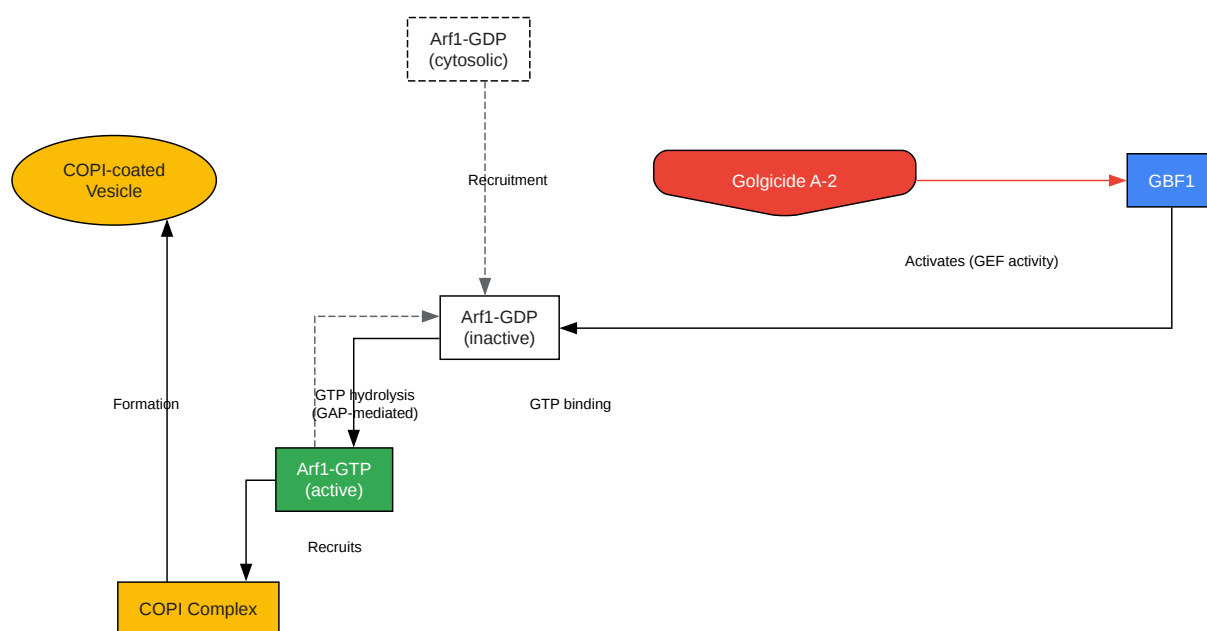 Arf1-GDP
(cytosolic)
COPI-coated
Vesicle
Recruitment
Golgicide A-2
GBF1
Activates (GEF activity)
Arf1-GDP
(inactive)
Formation
GTP hydrolysis
(GAP-mediated)
GTP binding
Arf1-GTP
(active)
Recruits
COPI Complex